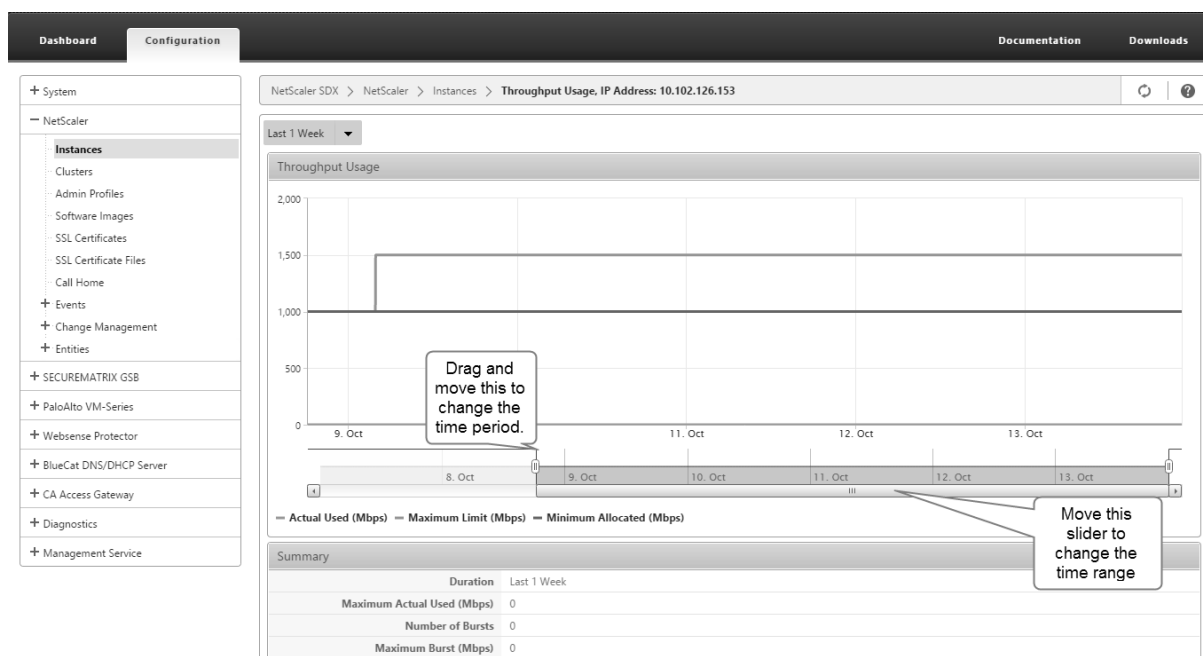 Dashboard
Configuration
Documentation
Downloads
+ System
− NetScaler
Instances
Clusters
Admin Profiles
Software Images
SSL Certificates
SSL Certificate Files
Call Home
+ Events
+ Change Management
+ Entities
+ SECUREMATRIX GSB
+ PaloAlto VM-Series
+ Websense Protector
+ BlueCat DNS/DHCP Server
+ CA Access Gateway
+ Diagnostics
+ Management Service
NetScaler SDX > NetScaler > Instances > Throughput Usage, IP Address: 10.102.126.153
?
Last 1 Week
Throughput Usage
2,000
1,500
1,000
500
0
9. Oct
11. Oct
12. Oct
13. Oct
Drag and
move this to
change the
time period.
8. Oct
9. Oct
10. Oct
11. Oct
12. Oct
13. Oct
Move this
slider to
change the
time range
Actual Used (Mbps) Maximum Limit (Mbps) Minimum Allocated (Mbps)
Summary
Duration Last 1 Week
Maximum Actual Used (Mbps) 0
Number of Bursts 0
Maximum Burst (Mbps) 0